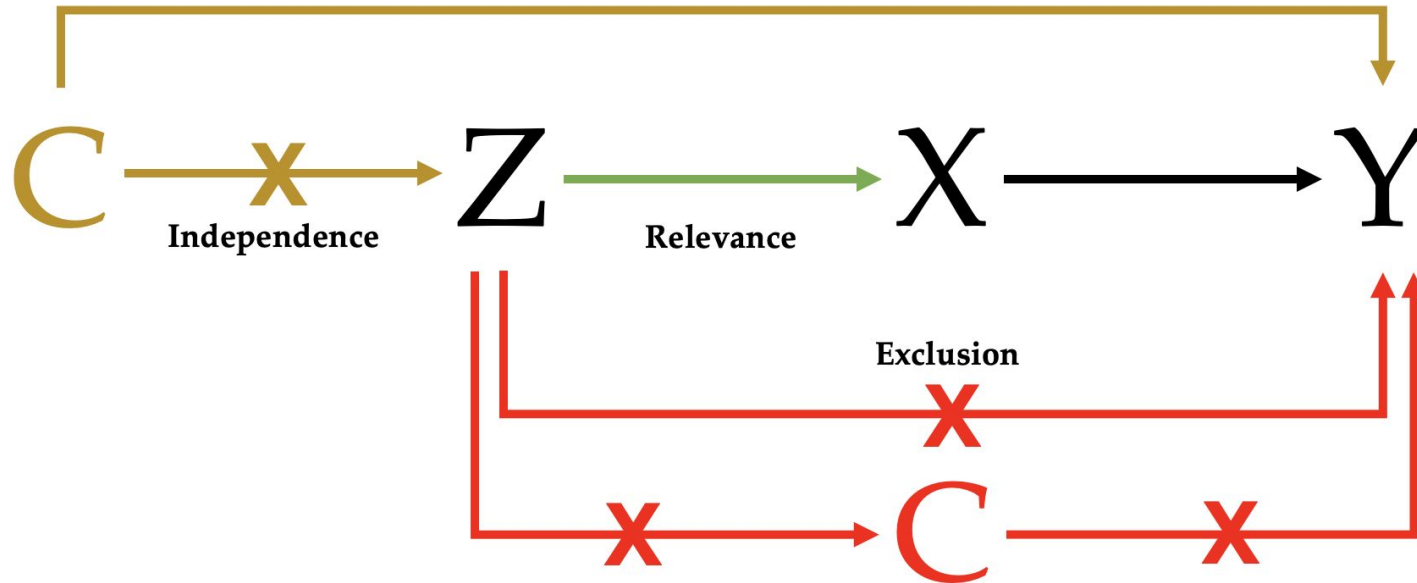 C X Z X Y
Independence
Relevance
Exclusion
X
X C X